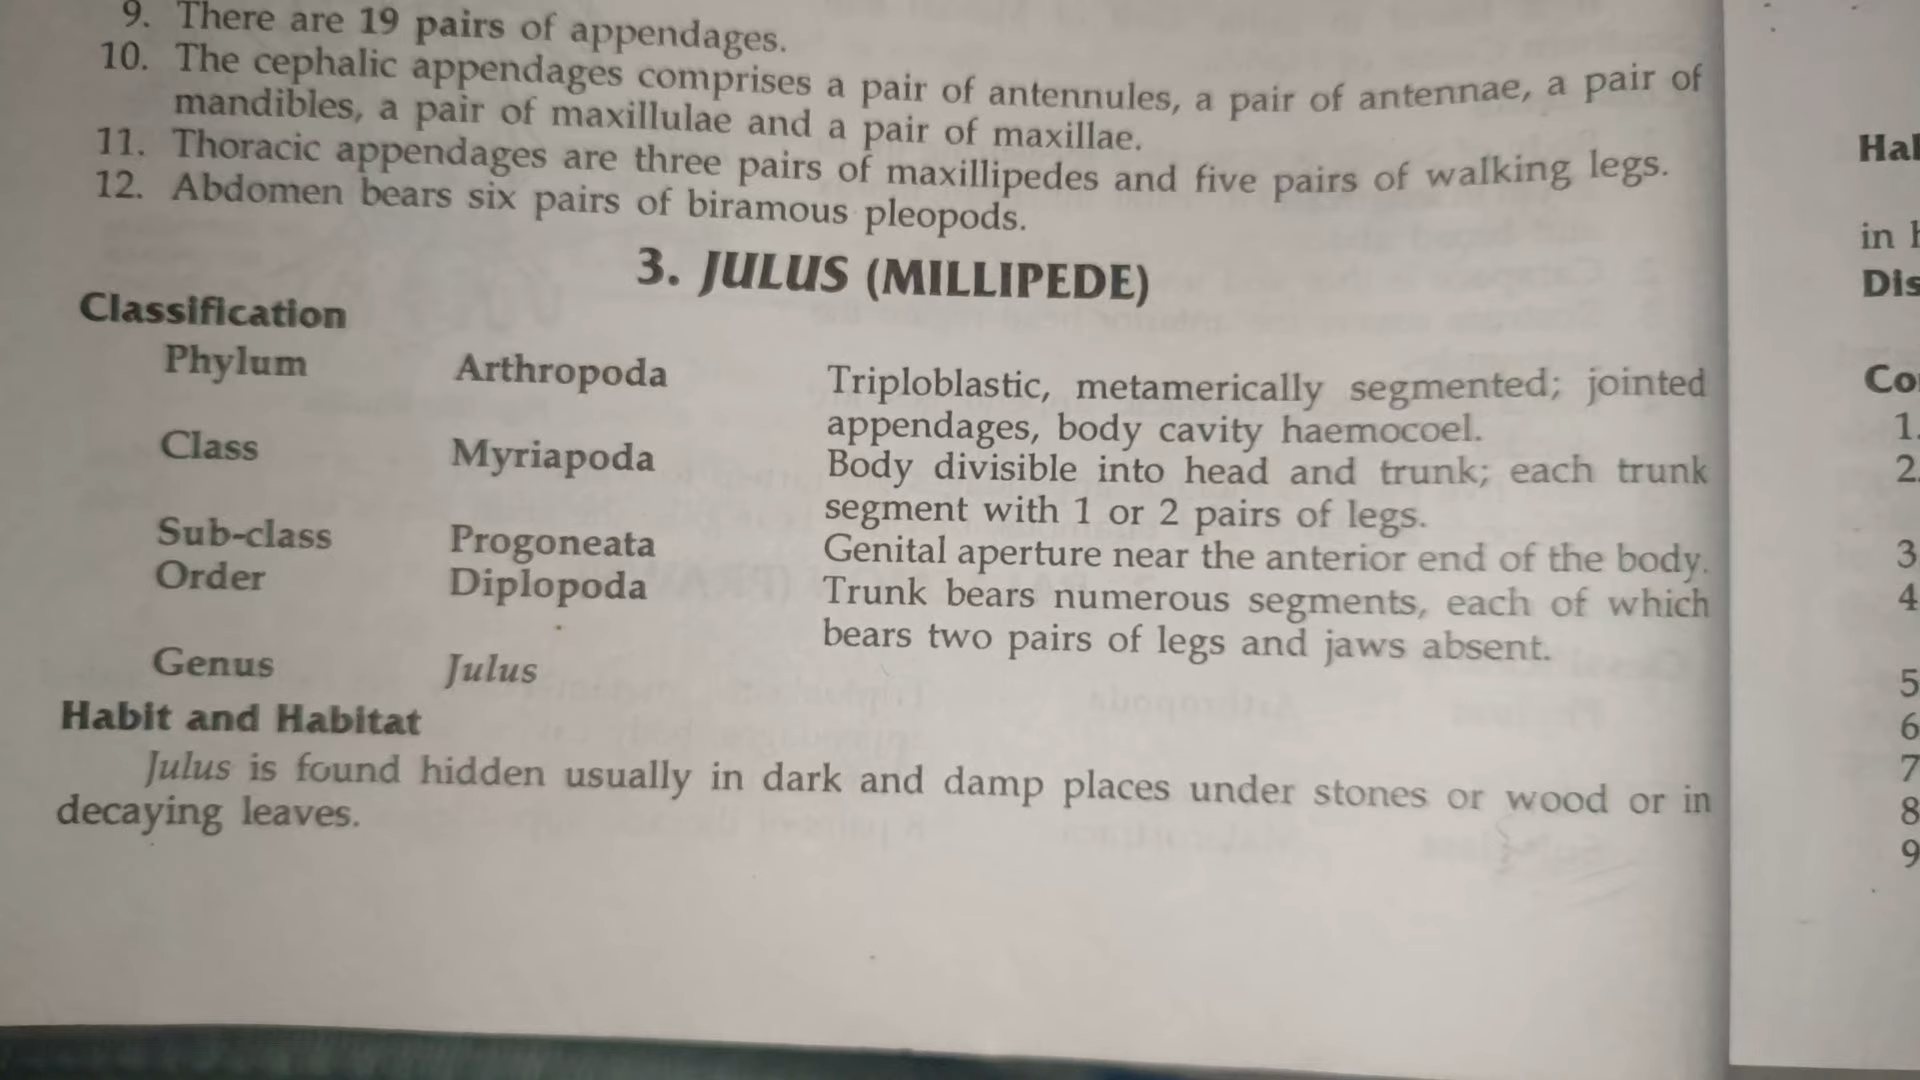 9. There are 19 pairs of appendages.
10. The cephalic appendages comprises a pair of antennules, a pair of antennae, a pair of
mandibles, a pair of maxillulae and a pair of maxillae.
11. Thoracic appendages are three pairs of maxillipedes and five pairs of walking legs.
12. Abdomen bears six pairs of biramous pleopods.
3. JULUS (MILLIPEDE)
Classification
Phylum Arthropoda Triploblastic, metamerically segmented; jointed
appendages, body cavity haemocoel.
Class Myriapoda Body divisible into head and trunk; each trunk
segment with 1 or 2 pairs of legs.
Sub-class Progoneata Genital aperture near the anterior end of the body.
Order Diplopoda Trunk bears numerous segments, each of which
bears two pairs of legs and jaws absent.
Genus Julus
Habit and Habitat
Julus is found hidden usually in dark and damp places under stones or wood or in
decaying leaves.
in
1.
2.
3
4
5
6
7
8
9